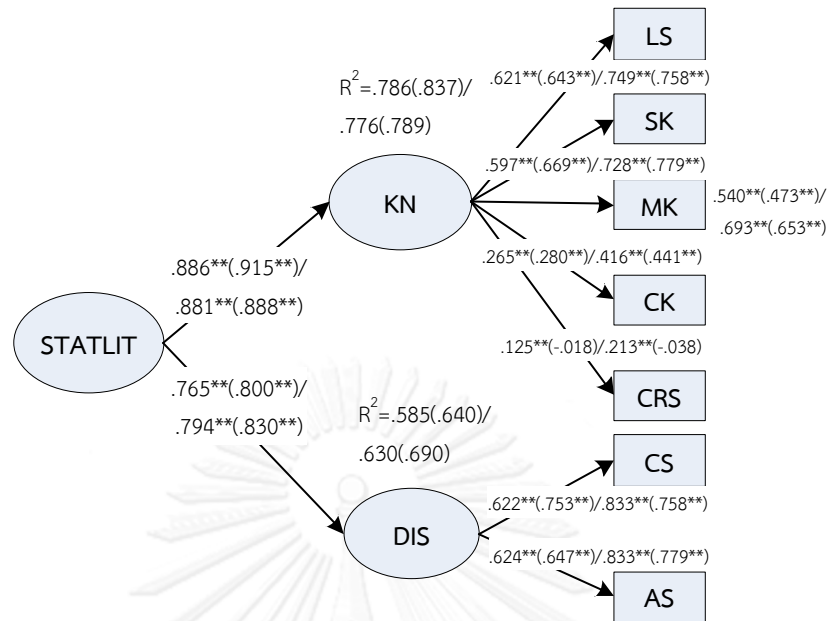 LS
.621**(.643**)/.749**(.758**)
R²=.786(.837)/
.776(.789)
SK
.597**(.669**)/.728**(.779**)
KN
MK
.540**(.473**)/
.693**(.653**)
.265**(.280**)/.416**(.441**)
.886**(.915**)/
.881**(.888**)
CK
STATLIT
.125**(-.018)/.213**(-.038)
.765**(.800**)/
.794**(.830**)
CRS
R²=.585(.640)/
.630(.690)
CS
.622**(.753**)/.833**(.758**)
DIS
.624**(.647**)/.833**(.779**)
AS